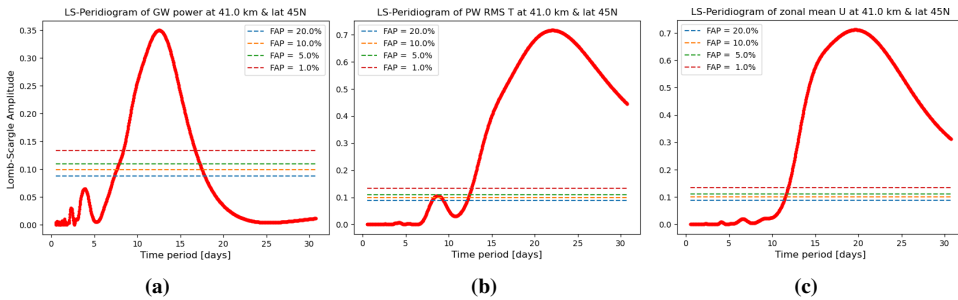 LS-Peridiogram of GW power at 41.0 km & lat 45N
FAP = 20.0%
FAP = 10.0%
FAP = 5.0%
FAP = 1.0%
Lomb-Scargle Amplitude
0.35
0.30
0.25
0.20
0.15
0.10
0.05
0.00
0 5 10 15 20 25 30
Time period [days]
(a)
LS-Peridiogram of PW RMS T at 41.0 km & lat 45N
FAP = 20.0%
FAP = 10.0%
FAP = 5.0%
FAP = 1.0%
0.7
0.6
0.5
0.4
0.3
0.2
0.1
0.0
0 5 10 15 20 25 30
Time period [days]
(b)
LS-Peridiogram of zonal mean U at 41.0 km & lat 45N
FAP = 20.0%
FAP = 10.0%
FAP = 5.0%
FAP = 1.0%
0.7
0.6
0.5
0.4
0.3
0.2
0.1
0.0
0 5 10 15 20 25 30
Time period [days]
(c)